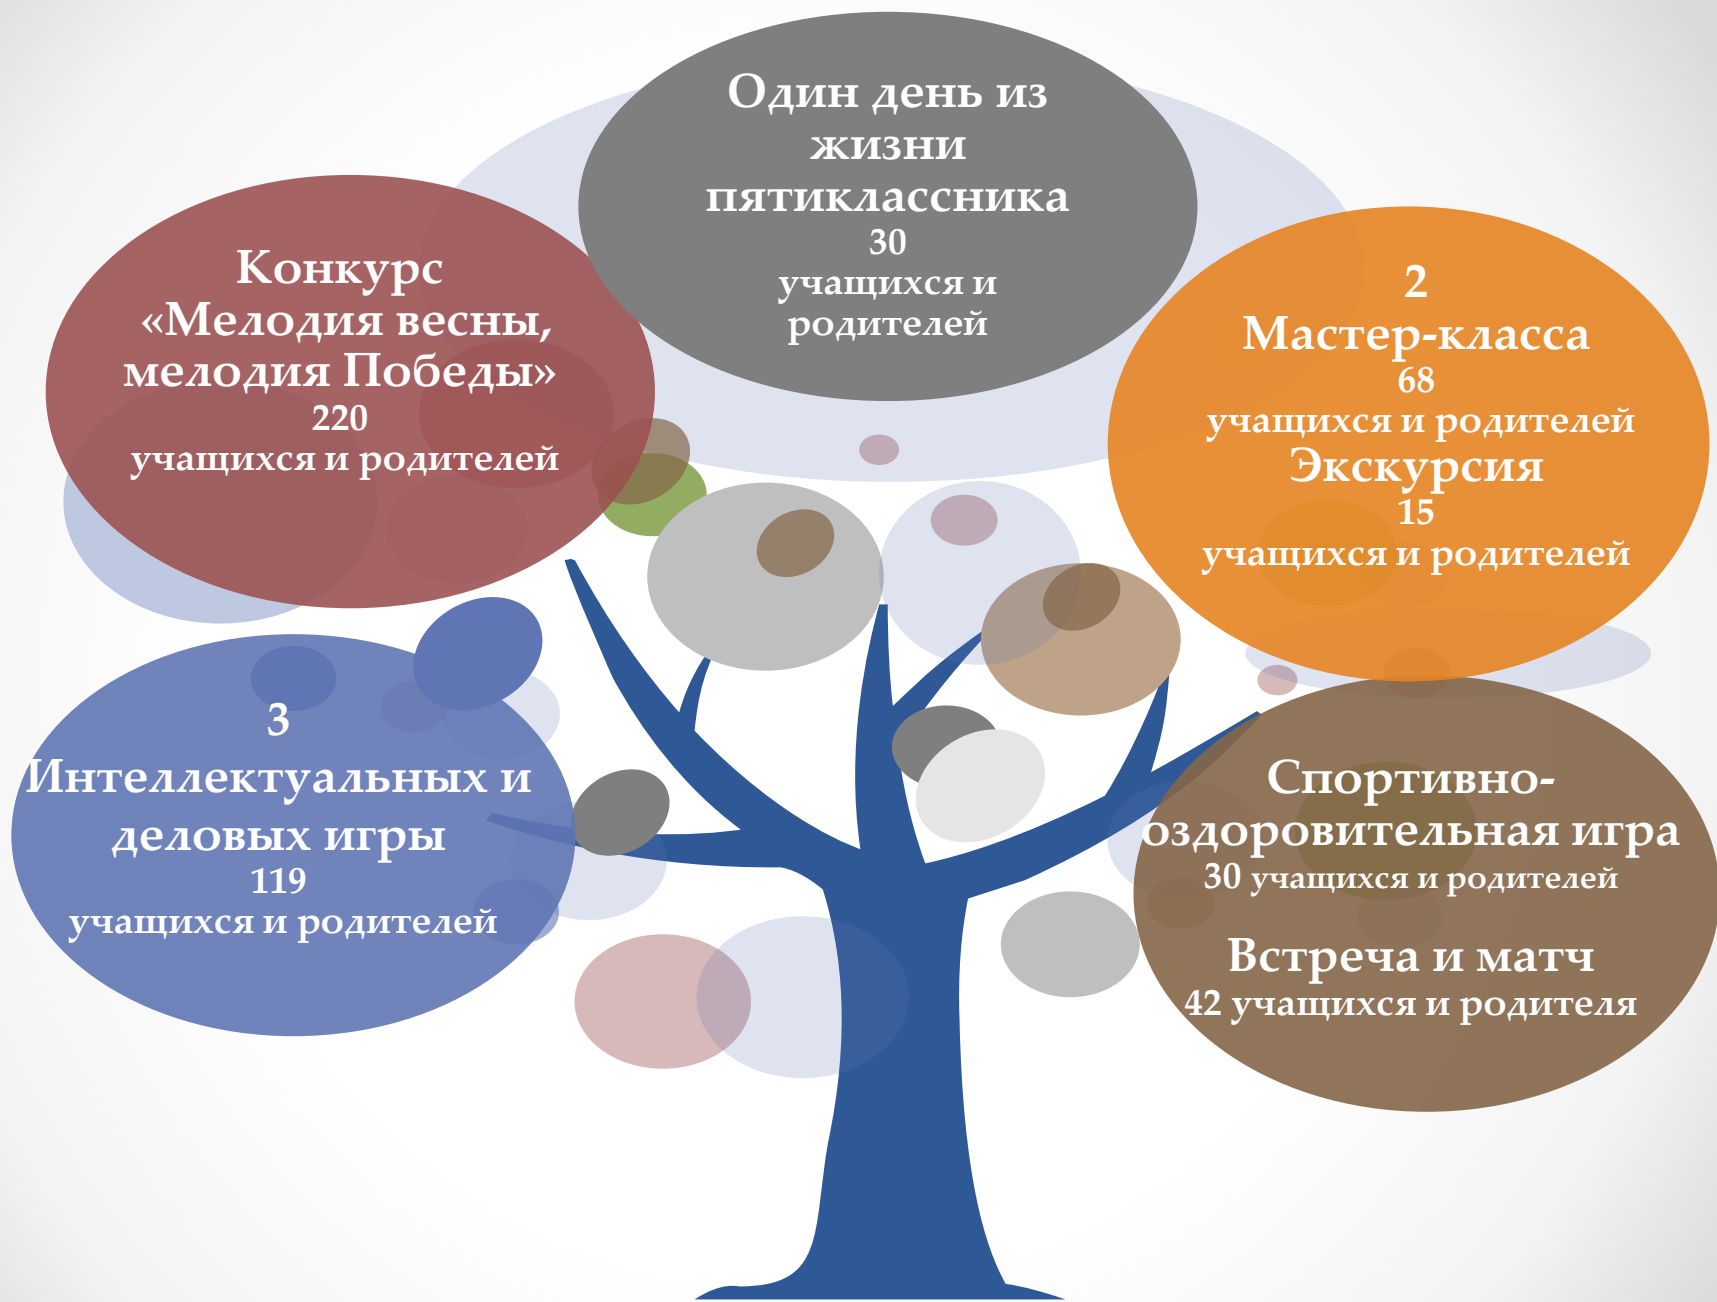 Один день из
жизни
пятиклассника
30
учащихся и
родителей
Конкурс
«Мелодия весны,
мелодия Победы»
220
учащихся и родителей
2
Мастер-класса
68
учащихся и родителей
Экскурсия
15
учащихся и родителей
3
Интеллектуальных и
деловых игры
119
учащихся и родителей
Спортивно-
оздоровительная игра
30 учащихся и родителей
Встреча и матч
42 учащихся и родителя